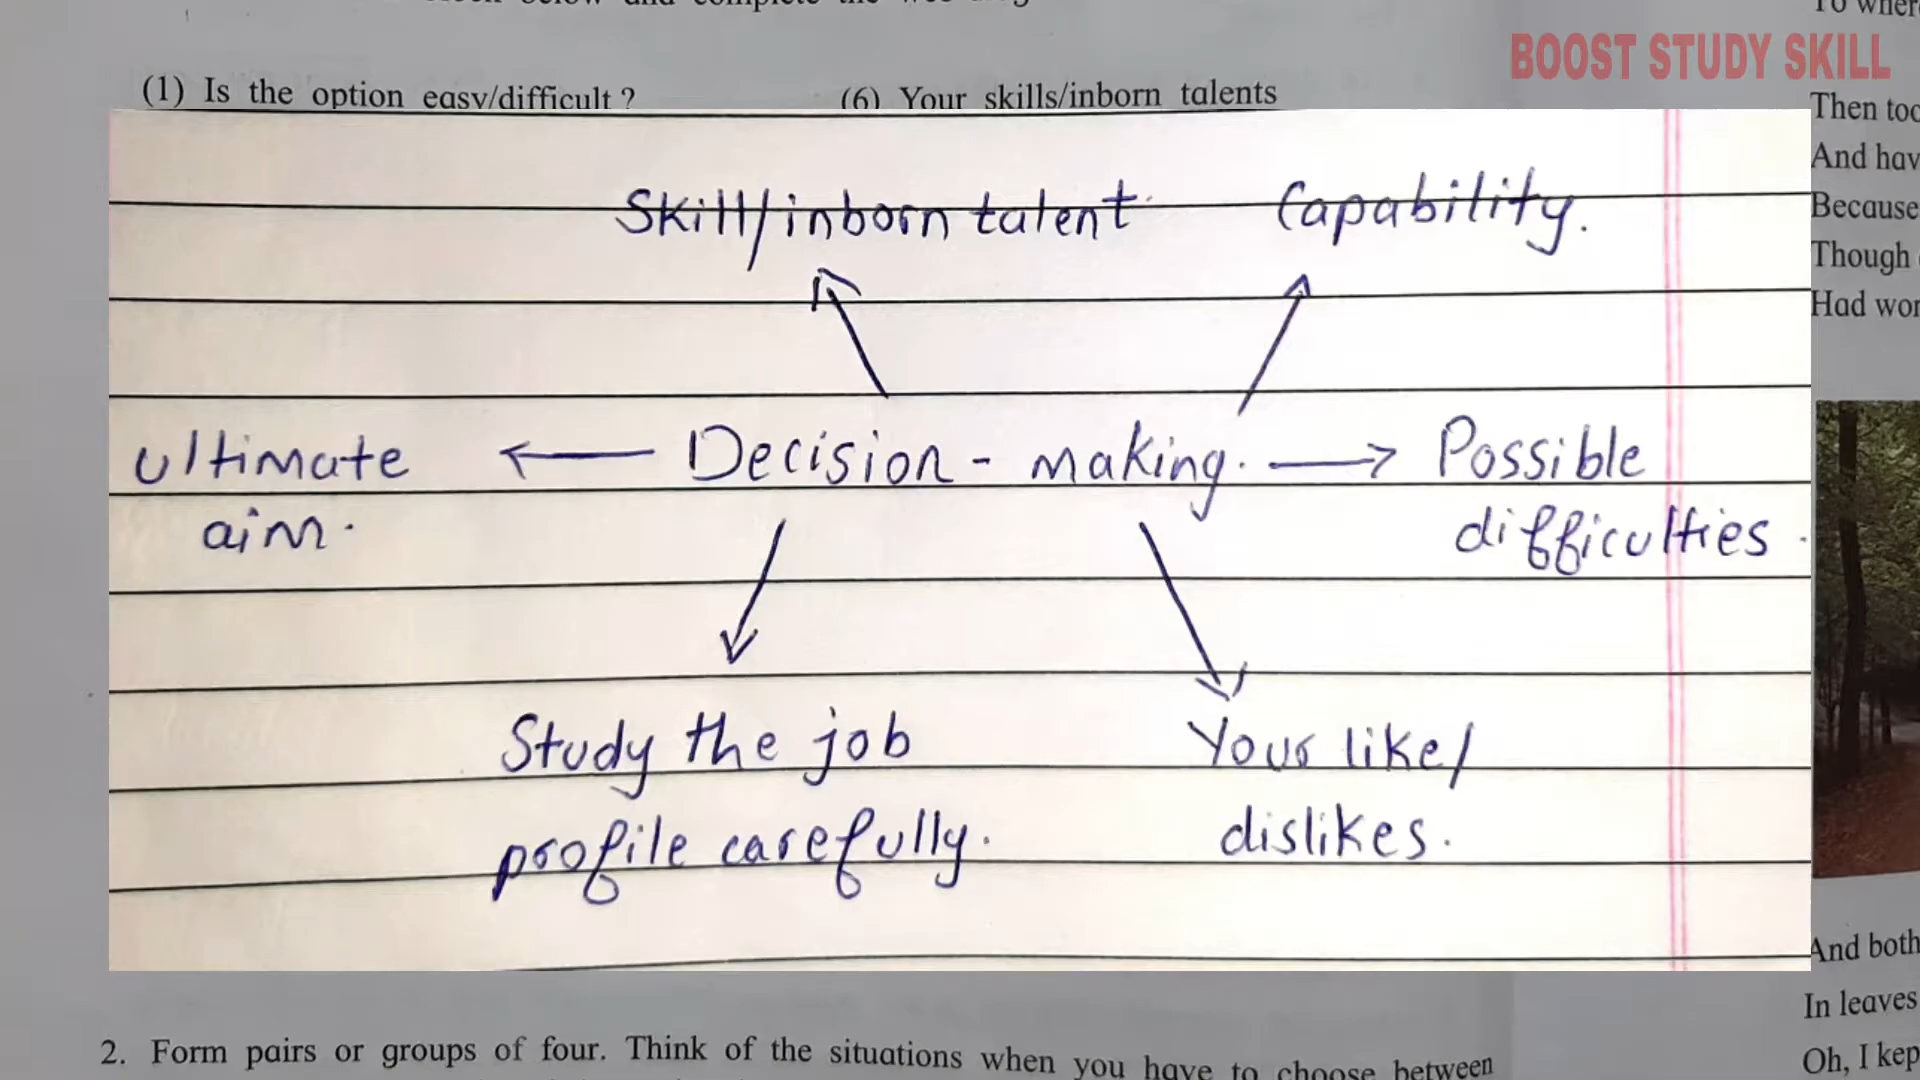 To wher
BOOST STUDY SKILL
(1) Is the option easy/difficult ?
(6) Your skills/inborn talents
Then too
And hav
Because
Though
Had wor
Skill/inborn talent.
Capability.
ultimate
aim.
Decision - making.
Possible
difficulties.
Study the job
profile carefully.
Your like/
dislikes.
And both
In leaves
Oh, I kep
2. Form pairs or groups of four. Think of the situations when you have to choose between